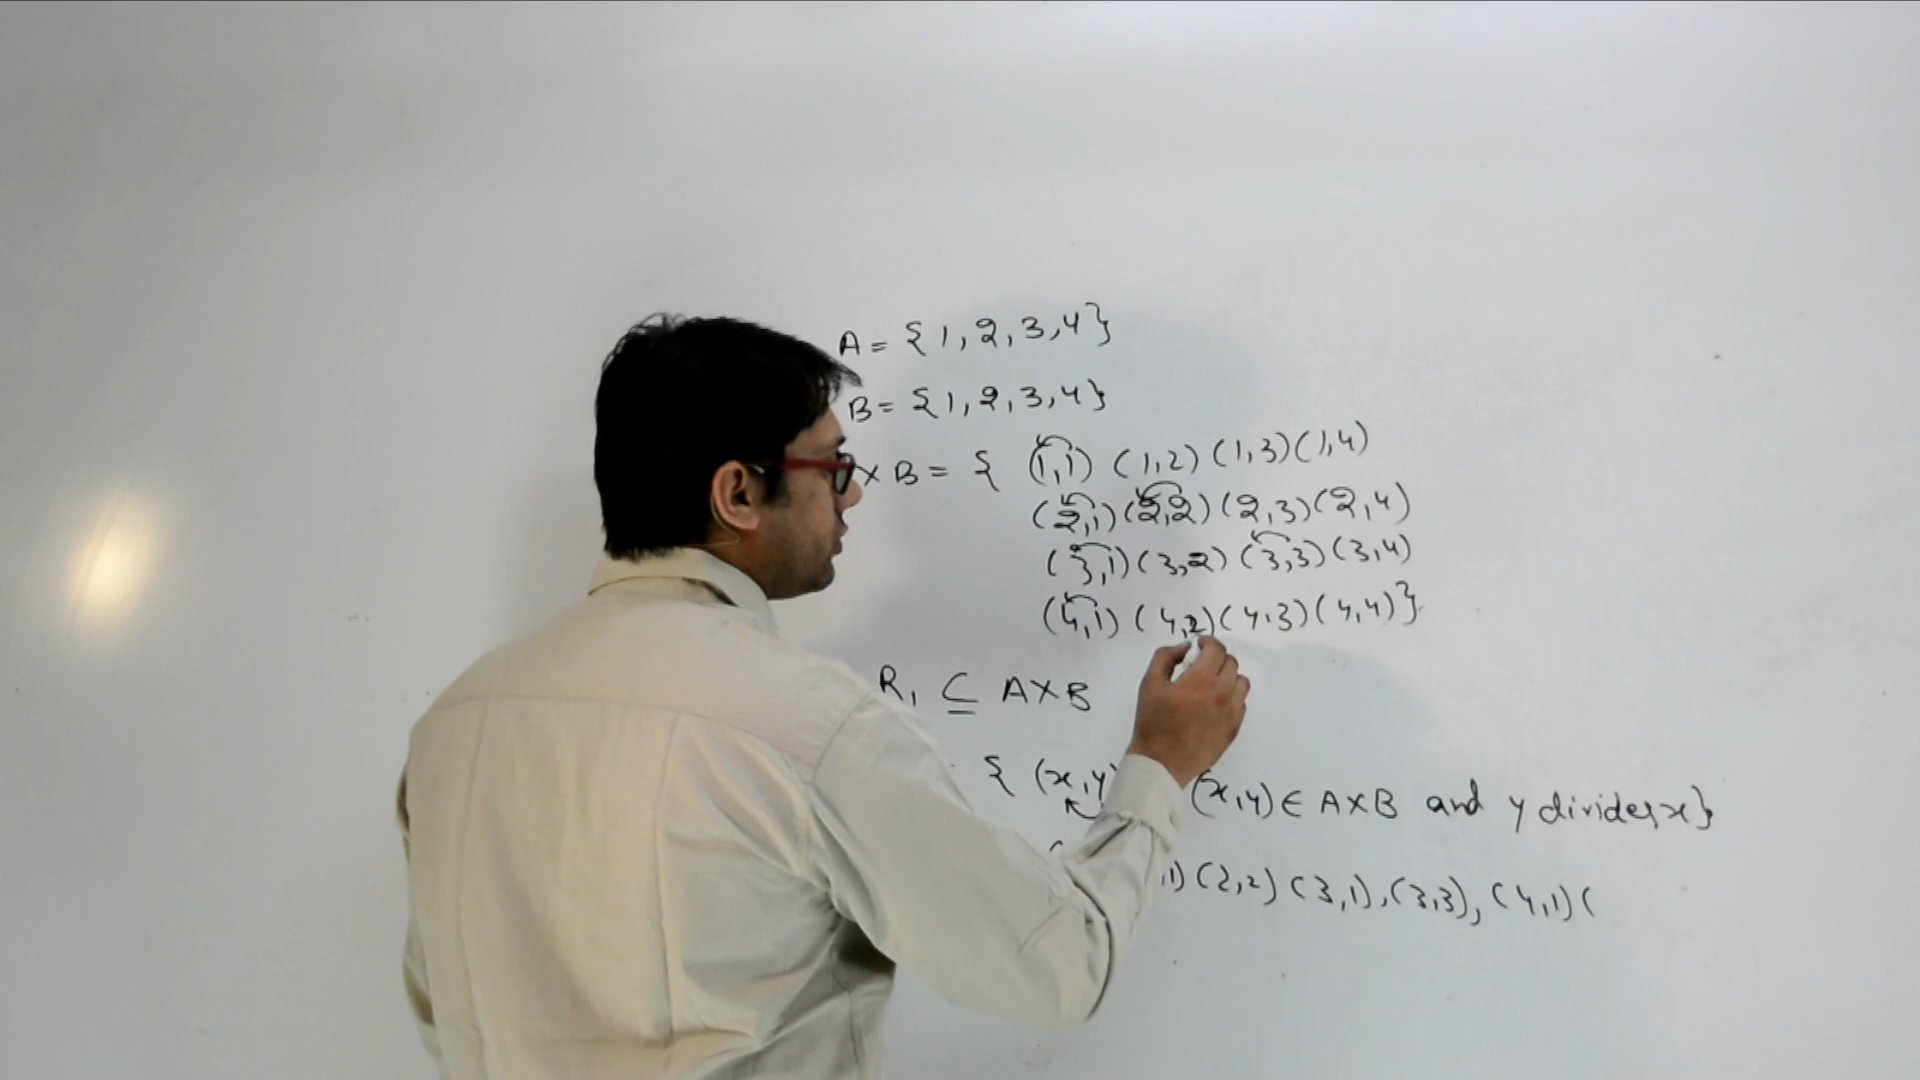 A = {1, 2, 3, 4}
B = {1, 2, 3, 4}
× B = { (1,1) (1,2) (1,3) (1,4)
(2,1) (2,2) (2,3) (2,4)
(3,1) (3,2) (3,3) (3,4)
(4,1) (4,2) (4,3) (4,4)}
R₁ ⊆ A×B
{ (x,y) (x,y) ∈ A×B and y divides x}
,1) (2,2) (3,1), (3,3), (4,1) (